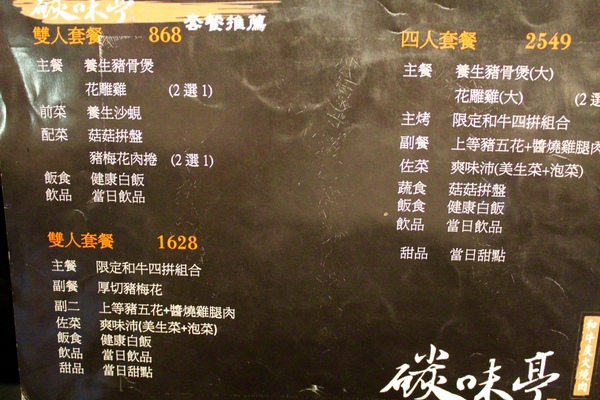 燄味亭
套餐推薦
雙人套餐 868
主餐 養生豬骨煲
花雕雞 (2選1)
前菜 養生沙蜆
配菜 菇菇拼盤
豬梅花肉捲 (2選1)
飯食 健康白飯
飲品 當日飲品
雙人套餐 1628
主餐 限定和牛四拼組合
副餐 厚切豬梅花
副二 上等豬五花+醬燒雞腿肉
佐菜 爽味沛(美生菜+泡菜)
飯食 健康白飯
飲品 當日飲品
甜品 當日甜點
四人套餐 2549
主餐 養生豬骨煲(大)
花雕雞(大) (2選
主烤 限定和牛四拼組合
副餐 上等豬五花+醬燒雞腿肉
佐菜 爽味沛(美生菜+泡菜)
蔬食 菇菇拼盤
飯食 健康白飯
飲品 當日飲品
甜品 當日甜點
燄味亭